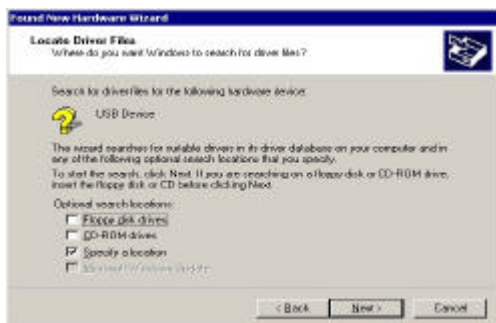 Found New Hardware Wizard
Locate Driver Files
Where do you want Windows to search for driver files?
Search for driver files for the following hardware device:
USB Device
This wizard searches for suitable drivers in its driver database on your computer and in
any of the following optional search locations that you specify.
To start the search, click Next. If you are searching on a floppy disk or CD-ROM drive,
insert the floppy disk or CD before clicking Next.
Optional search locations:
Floppy disk drives
CD-ROM drives
Specify a location
Microsoft Windows Update
< Back Next > Cancel